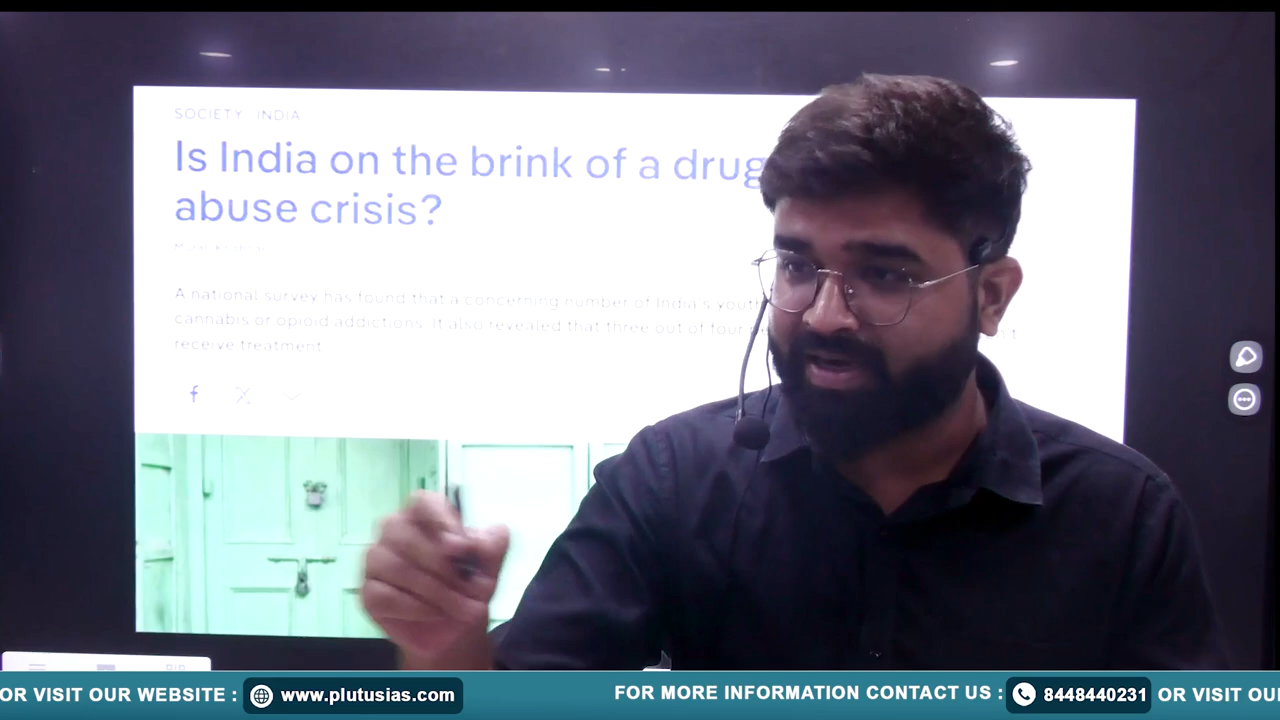 SOCIETY INDIA
Is India on the brink of a drug
abuse crisis?
A national survey has found that a concerning number of India's youth
cannabis or opioid addictions. It also revealed that three out of four
receive treatment
f X
OR VISIT OUR WEBSITE : www.plutusias.com FOR MORE INFORMATION CONTACT US : 8448440231 OR VISIT OU